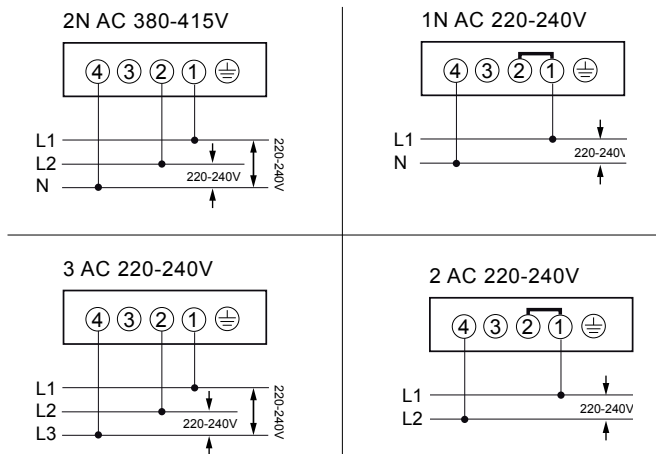 2N AC 380-415V
4 3 2 1
L1
L2
N
220-240V
220-240V
1N AC 220-240V
4 3 2 1
L1
N
220-240V
3 AC 220-240V
4 3 2 1
L1
L2
L3
220-240V
220-240V
2 AC 220-240V
4 3 2 1
L1
L2
220-240V